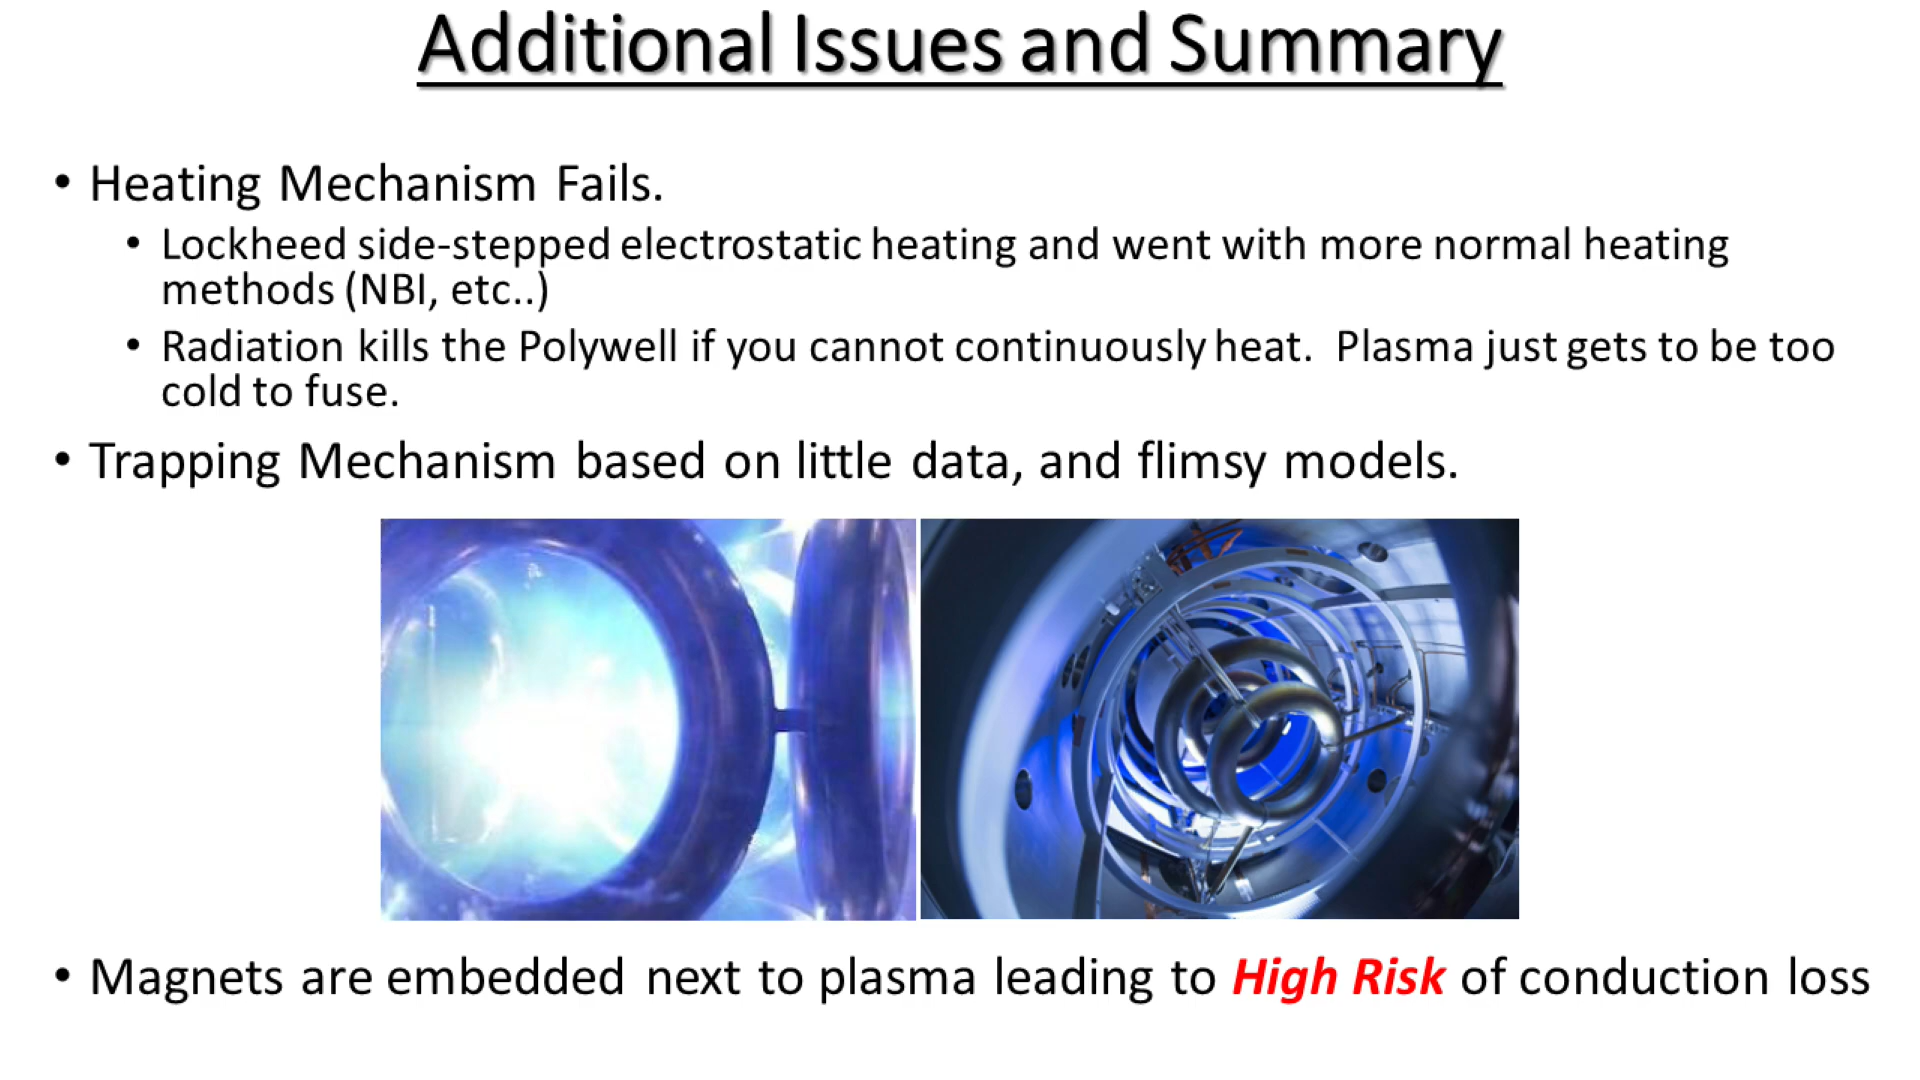 Additional Issues and Summary
• Heating Mechanism Fails.
• Lockheed side-stepped electrostatic heating and went with more normal heating
methods (NBI, etc..)
• Radiation kills the Polywell if you cannot continuously heat. Plasma just gets to be too
cold to fuse.
• Trapping Mechanism based on little data, and flimsy models.
• Magnets are embedded next to plasma leading to High Risk of conduction loss